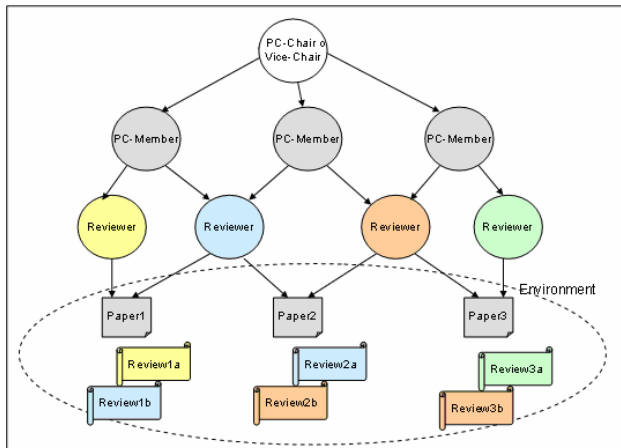 PC-Chair o
Vice-Chair
PC-Member
PC-Member
PC-Member
Reviewer
Reviewer
Reviewer
Reviewer
Environment
Paper1
Paper2
Paper3
Review1a
Review2a
Review3a
Review1b
Review2b
Review3b